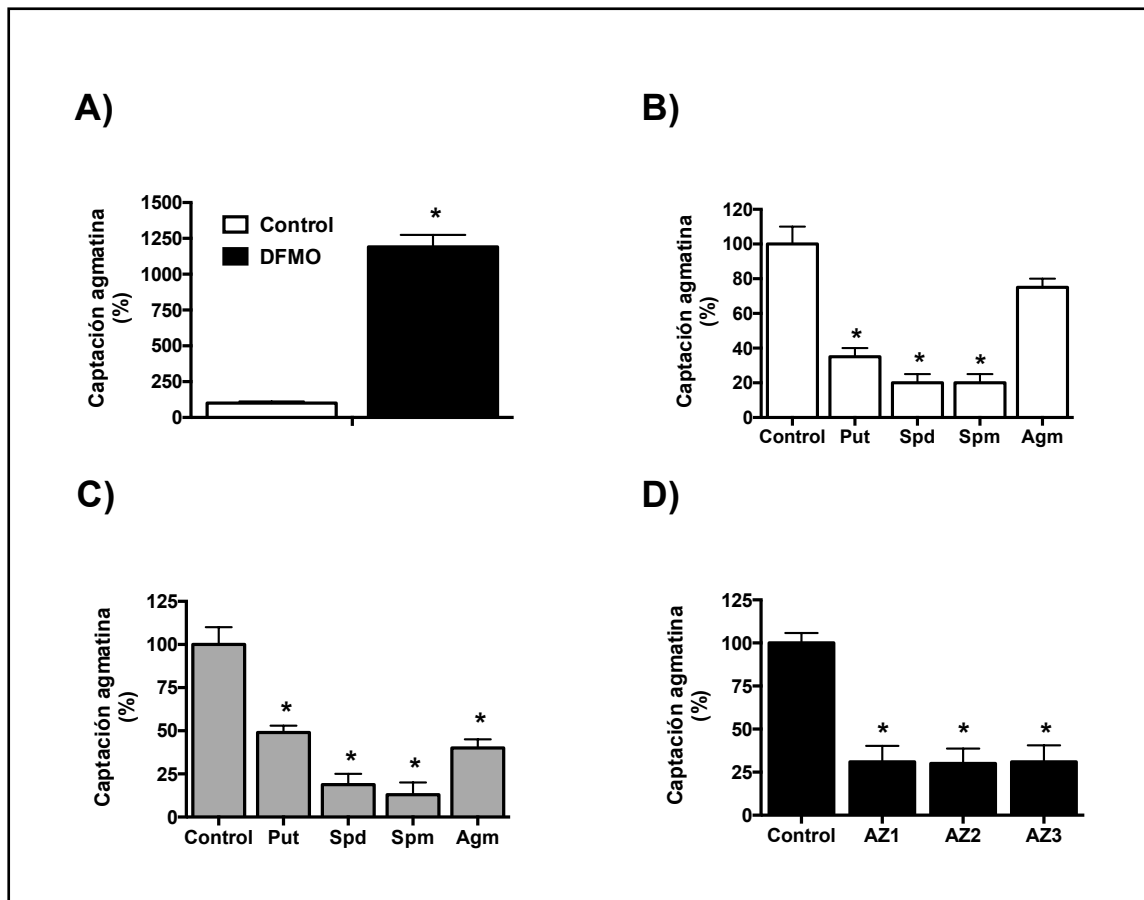 A)
Captación agmatina
(%)
1500
1250
1000
750
500
250
0
Control
DFMO
*
B)
Captación agmatina
(%)
120
100
80
60
40
20
0
* * *
Control Put Spd Spm Agm
C)
Captación agmatina
(%)
125
100
75
50
25
0
* * * *
Control Put Spd Spm Agm
D)
Captación agmatina
(%)
125
100
75
50
25
0
* * *
Control AZ1 AZ2 AZ3